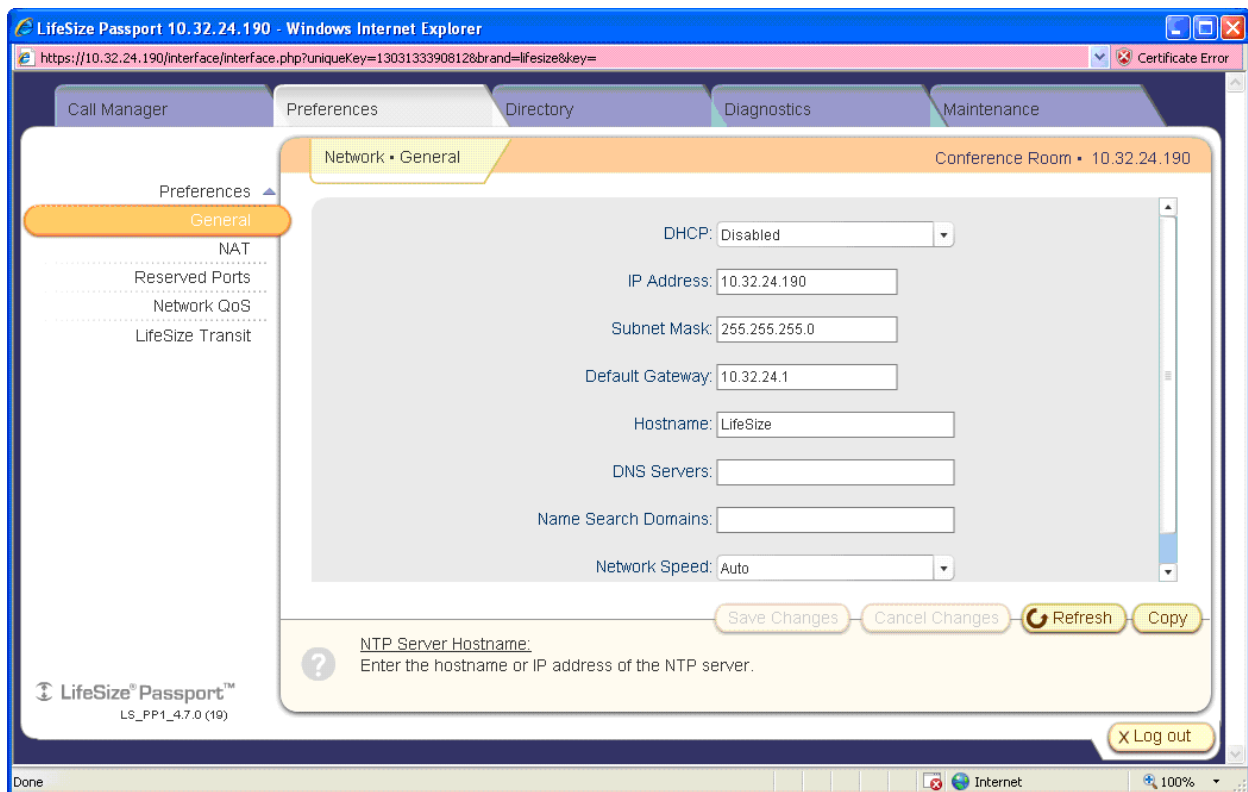 LifeSize Passport 10.32.24.190 - Windows Internet Explorer
https://10.32.24.190/interface/interface.php?uniqueKey=1303133390812&brand=lifesize&key=
Certificate Error
Call Manager
Preferences
Directory
Diagnostics
Maintenance
Network • General
Conference Room • 10.32.24.190
Preferences
General
NAT
Reserved Ports
Network QoS
LifeSize Transit
DHCP: Disabled
IP Address: 10.32.24.190
Subnet Mask: 255.255.255.0
Default Gateway: 10.32.24.1
Hostname: LifeSize
DNS Servers:
Name Search Domains:
Network Speed: Auto
Save Changes
Cancel Changes
Refresh
Copy
NTP Server Hostname:
Enter the hostname or IP address of the NTP server.
LifeSize® Passport™
LS_PP1_4.7.0 (19)
X Log out
Done
Internet
100%